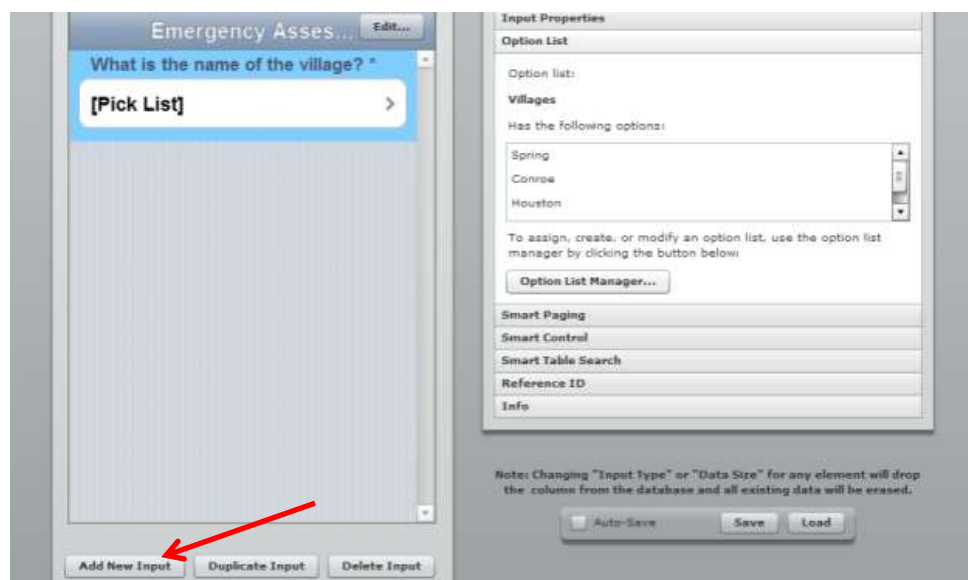 Emergency Asses...
Edit...
What is the name of the village? *
[Pick List]
Add New Input
Duplicate Input
Delete Input
Input Properties
Option List
Option list:
Villages
Has the following options:
Spring
Conroe
Houston
To assign, create, or modify an option list, use the option list
manager by clicking the button below:
Option List Manager...
Smart Paging
Smart Control
Smart Table Search
Reference ID
Info
Note: Changing "Input Type" or "Data Size" for any element will drop
the column from the database and all existing data will be erased.
Auto-Save
Save
Load